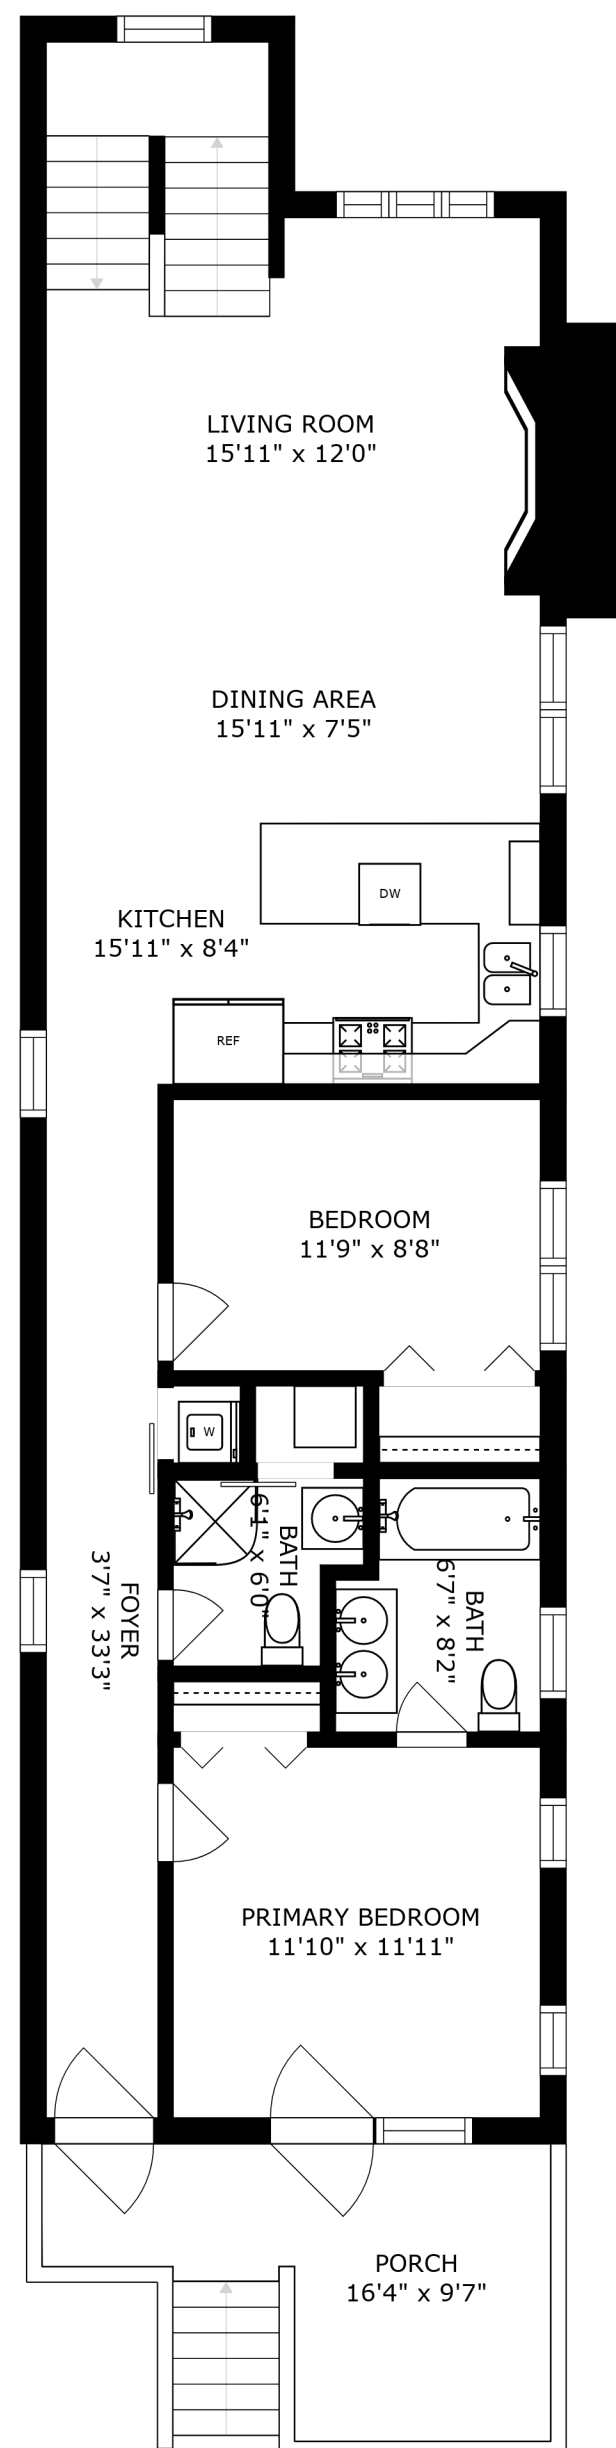 LIVING ROOM
15'11" x 12'0"
DINING AREA
15'11" x 7'5"
DW
KITCHEN
15'11" x 8'4"
REF
BEDROOM
11'9" x 8'8"
W
BATH
6'1" x 6'0"
FOYER
3'7" x 33'3"
BATH
6'7" x 8'2"
PRIMARY BEDROOM
11'10" x 11'11"
PORCH
16'4" x 9'7"